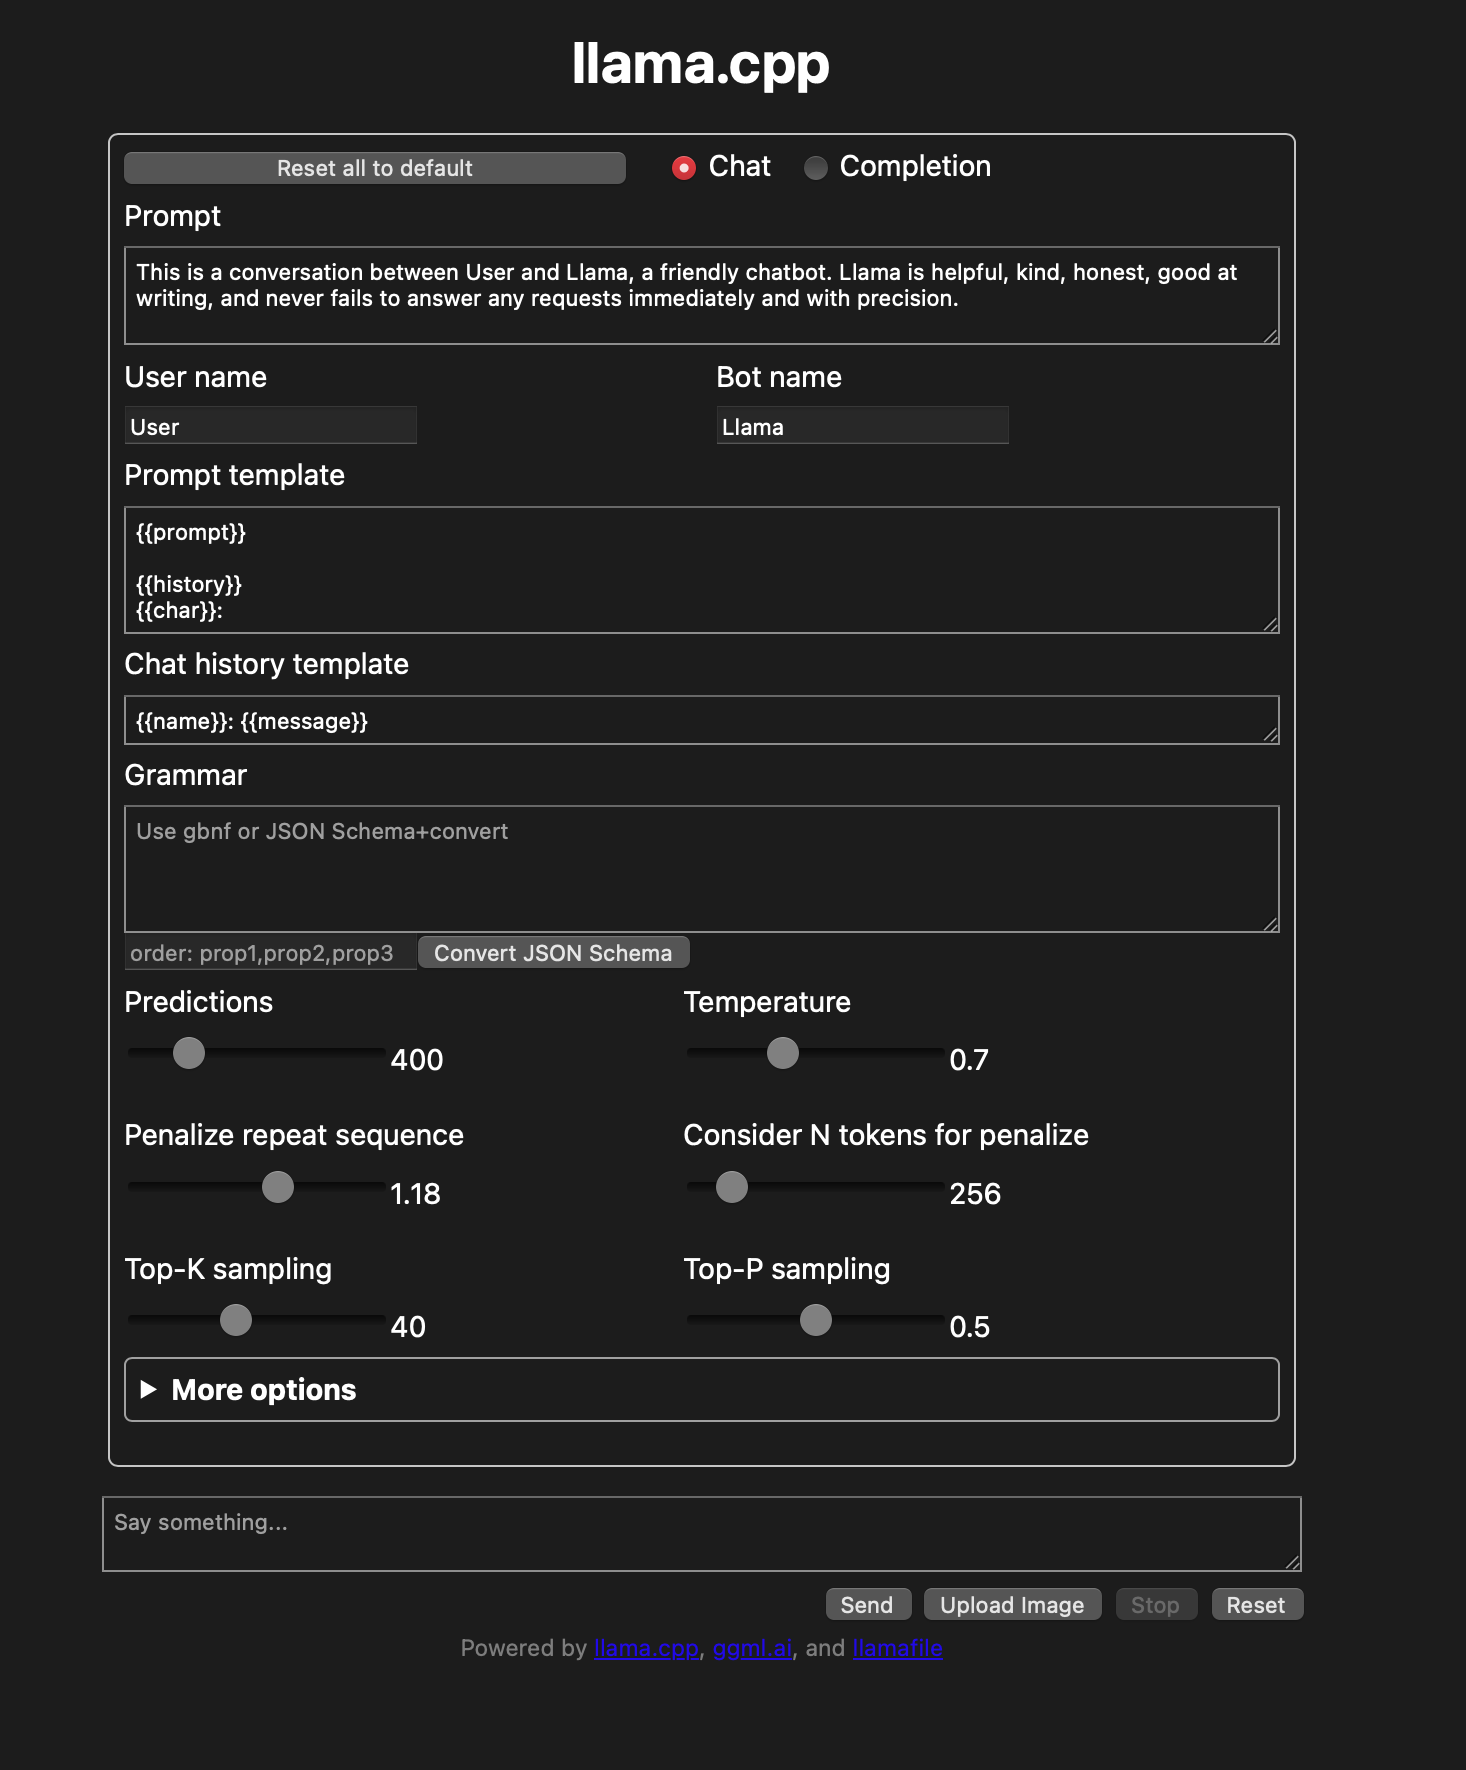 llama.cpp
Reset all to default
Chat
Completion
Prompt
This is a conversation between User and Llama, a friendly chatbot. Llama is helpful, kind, honest, good at
writing, and never fails to answer any requests immediately and with precision.
User name
Bot name
User
Llama
Prompt template
{{prompt}}
{{history}}
{{char}}:
Chat history template
{{name}}: {{message}}
Grammar
Use gbnf or JSON Schema+convert
order: prop1,prop2,prop3
Convert JSON Schema
Predictions
Temperature
400
0.7
Penalize repeat sequence
Consider N tokens for penalize
1.18
256
Top-K sampling
Top-P sampling
40
0.5
More options
Say something...
Send
Upload Image
Stop
Reset
Powered by llama.cpp, ggml.ai, and llamafile